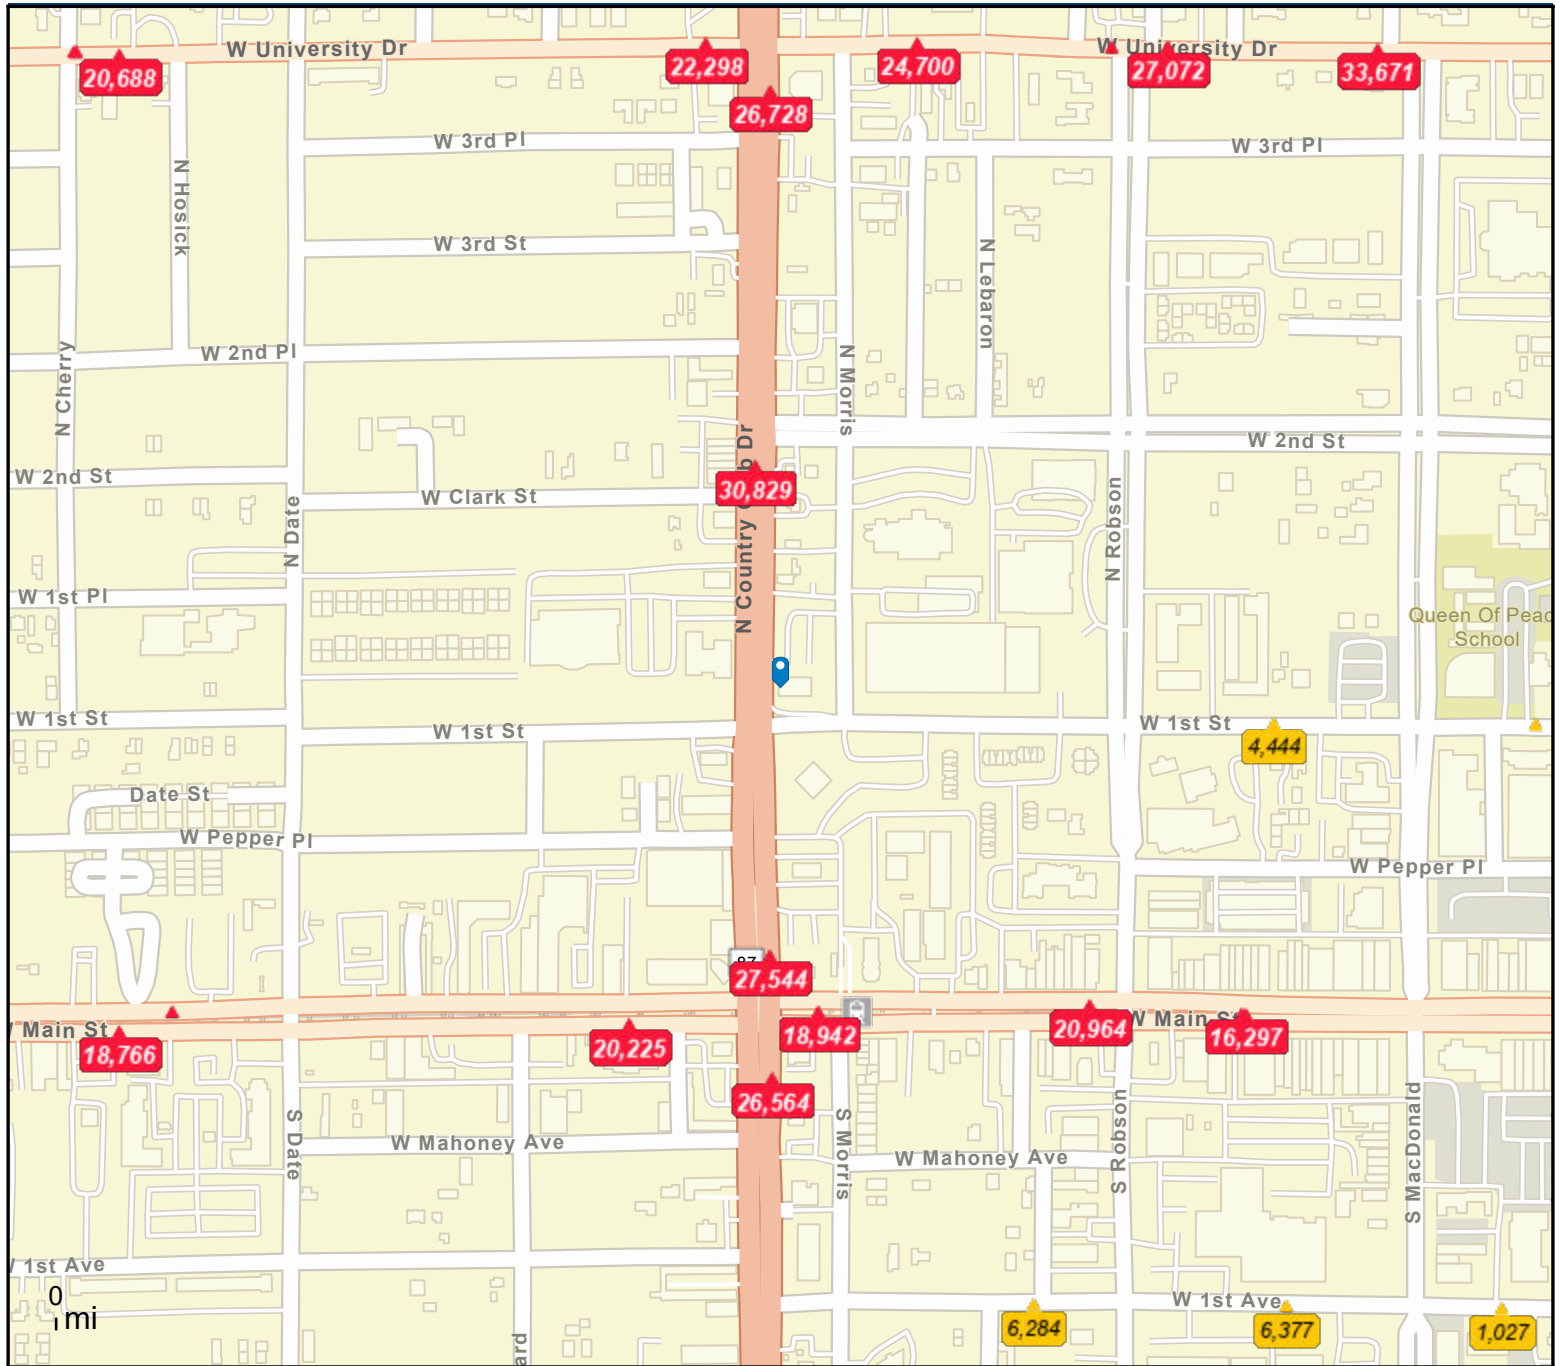 W University Dr
W University Dr
20,688
22,298
24,700
27,072
33,671
26,728
W 3rd Pl
W 3rd Pl
N Hosick
W 3rd St
N Lebaron
W 2nd Pl
N Cherry
N Morris
W 2nd St
W 2nd St
W Clark St
30,829
N Date
N Country
Dr
N Robson
W 1st Pl
Queen Of Peac
School
W 1st St
W 1st St
W 1st St
4,444
Date St
W Pepper Pl
W Pepper Pl
87
27,544
Main St
18,766
20,225
18,942
20,964
W Main St
16,297
26,564
S Date
W Mahoney Ave
W Mahoney Ave
S Morris
S Robson
S MacDonald
1st Ave
0
mi
W 1st Ave
6,284
6,377
1,027
ard